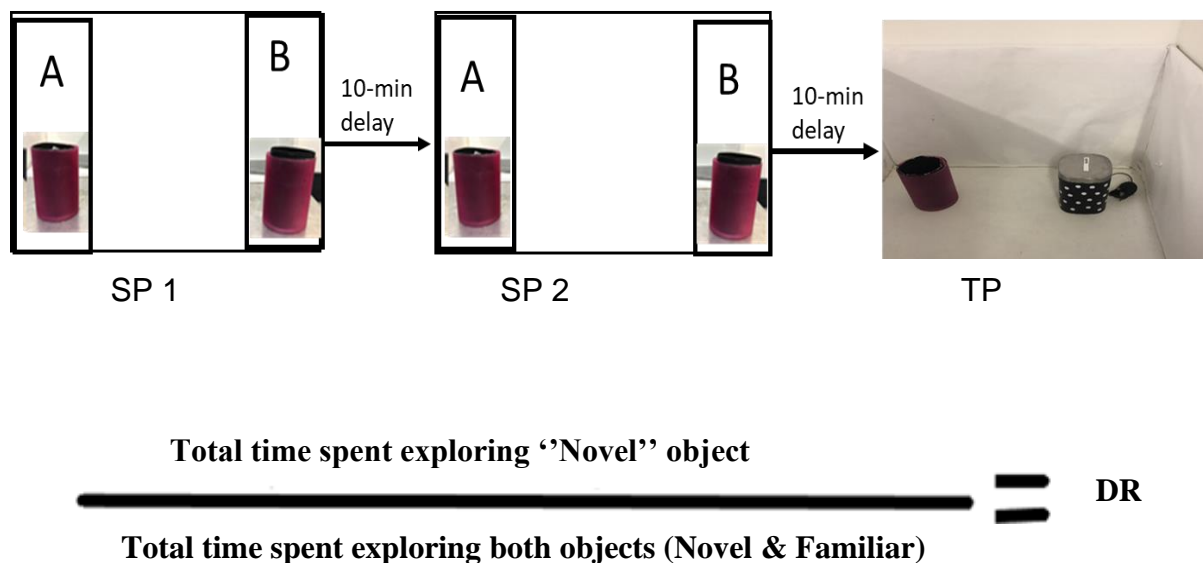 A
B
10-min
delay
A
B
10-min
delay
SP 1
SP 2
TP
Total time spent exploring ‘’Novel’’ object
DR
Total time spent exploring both objects (Novel & Familiar)